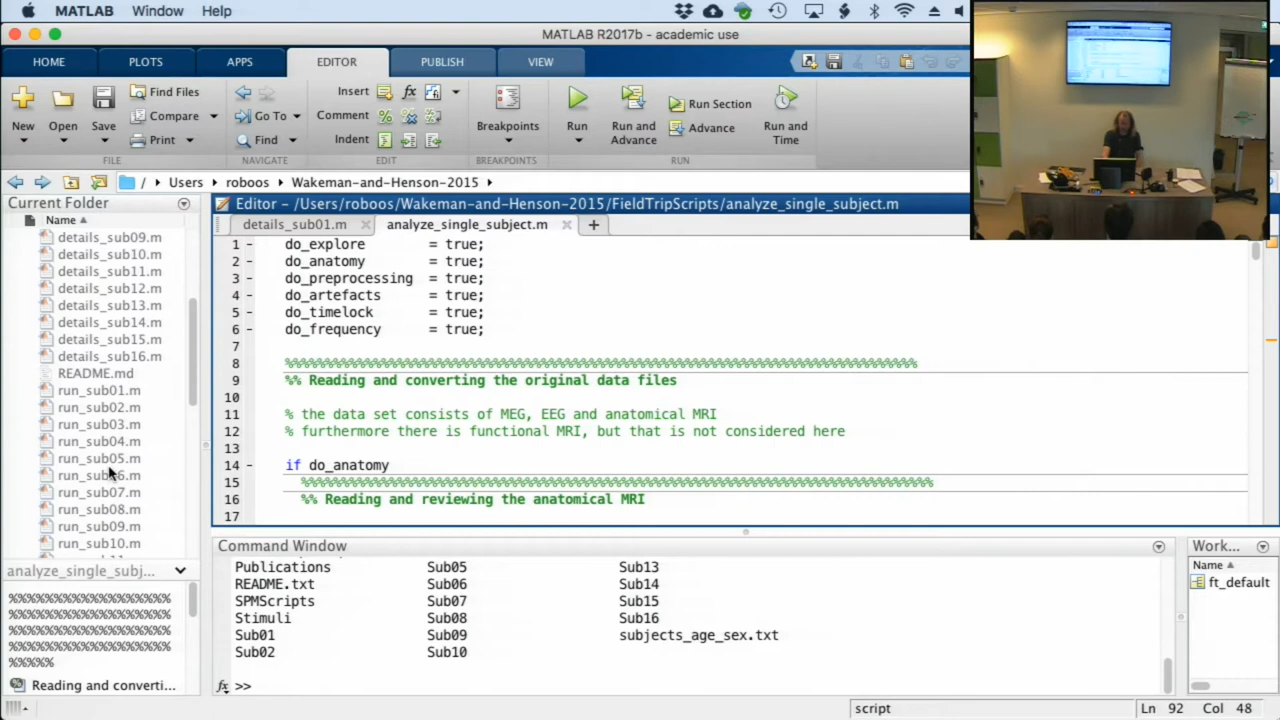 MATLAB Window Help
MATLAB R2017b - academic use
HOME PLOTS APPS EDITOR PUBLISH VIEW
New Open Save Find Files Compare Print
FILE
Go To Find
NAVIGATE
Insert fx
Comment %
Indent
EDIT
Breakpoints
BREAKPOINTS
Run Run and Advance Run Section Advance Run and Time
RUN
/ Users roboos Wakeman-and-Henson-2015
Current Folder
Name
details_sub09.m
details_sub10.m
details_sub11.m
details_sub12.m
details_sub13.m
details_sub14.m
details_sub15.m
details_sub16.m
README.md
run_sub01.m
run_sub02.m
run_sub03.m
run_sub04.m
run_sub05.m
run_sub06.m
run_sub07.m
run_sub08.m
run_sub09.m
run_sub10.m
analyze_single_subj...
%%%%%%%%%%%%%%%%%%
%%%%%%%%%%%%%%%%%%
%%%%%%%%%%%%%%%%%%
%%%%%%%%%%%%%%%%%%
%%%%%
Reading and converti...
Editor - /Users/roboos/Wakeman-and-Henson-2015/FieldTripScripts/analyze_single_subject.m
details_sub01.m analyze_single_subject.m
1 - do_explore = true;
2 - do_anatomy = true;
3 - do_preprocessing = true;
4 - do_artefacts = true;
5 - do_timelock = true;
6 - do_frequency = true;
7
8 %%%%%%%%%%%%%%%%%%%%%%%%%%%%%%%%%%%%%%%%%%%%%%%%%%%%%%%%%%%%%%%%%%%%%%%%%%%%%%%%
9 %% Reading and converting the original data files
10
11 % the data set consists of MEG, EEG and anatomical MRI
12 % furthermore there is functional MRI, but that is not considered here
13
14 - if do_anatomy
15 %%%%%%%%%%%%%%%%%%%%%%%%%%%%%%%%%%%%%%%%%%%%%%%%%%%%%%%%%%%%%%%%%%%%%%%%%%%%%%%%
16 %% Reading and reviewing the anatomical MRI
17
Command Window
Publications Sub05 Sub13
README.txt Sub06 Sub14
SPMScripts Sub07 Sub15
Stimuli Sub08 Sub16
Sub01 Sub09 subjects_age_sex.txt
Sub02 Sub10
fx >>
Work...
Name
ft_default
script Ln 92 Col 48